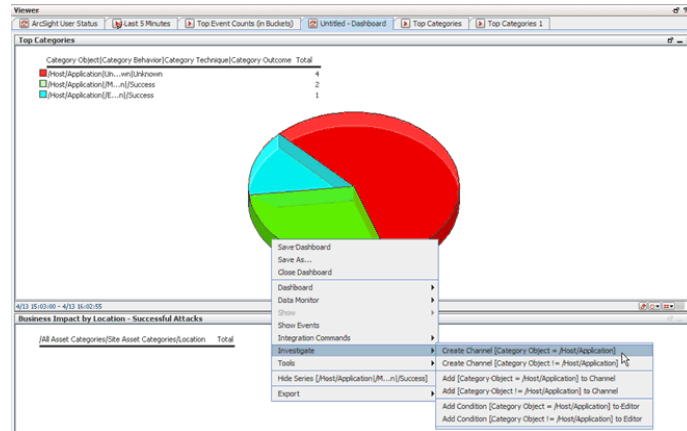 Viewer
ArcSight User Status
Last 5 Minutes
Top Event Counts (in Buckets)
Untitled - Dashboard
Top Categories
Top Categories 1
Top Categories
Category Object|Category Behavior|Category Technique|Category Outcome Total
/Host/Application|Un...wn|Unknown 4
/Host/Application|/M...n|/Success 2
/Host/Application|/E...n|/Success 1
Save Dashboard
Save As...
Close Dashboard
Dashboard
Data Monitor
Show
Show Events
Integration Commands
Investigate
Tools
Hide Series [/Host/Application|/M...n|/Success]
Export
Create Channel [Category Object = /Host/Application]
Create Channel [Category Object != /Host/Application]
Add [Category Object = /Host/Application] to Channel
Add [Category Object != /Host/Application] to Channel
Add Condition [Category Object = /Host/Application] to Editor
Add Condition [Category Object != /Host/Application] to Editor
4/13 15:03:00 - 4/13 16:02:55
Business Impact by Location - Successful Attacks
/All Asset Categories/Site Asset Categories/Location Total